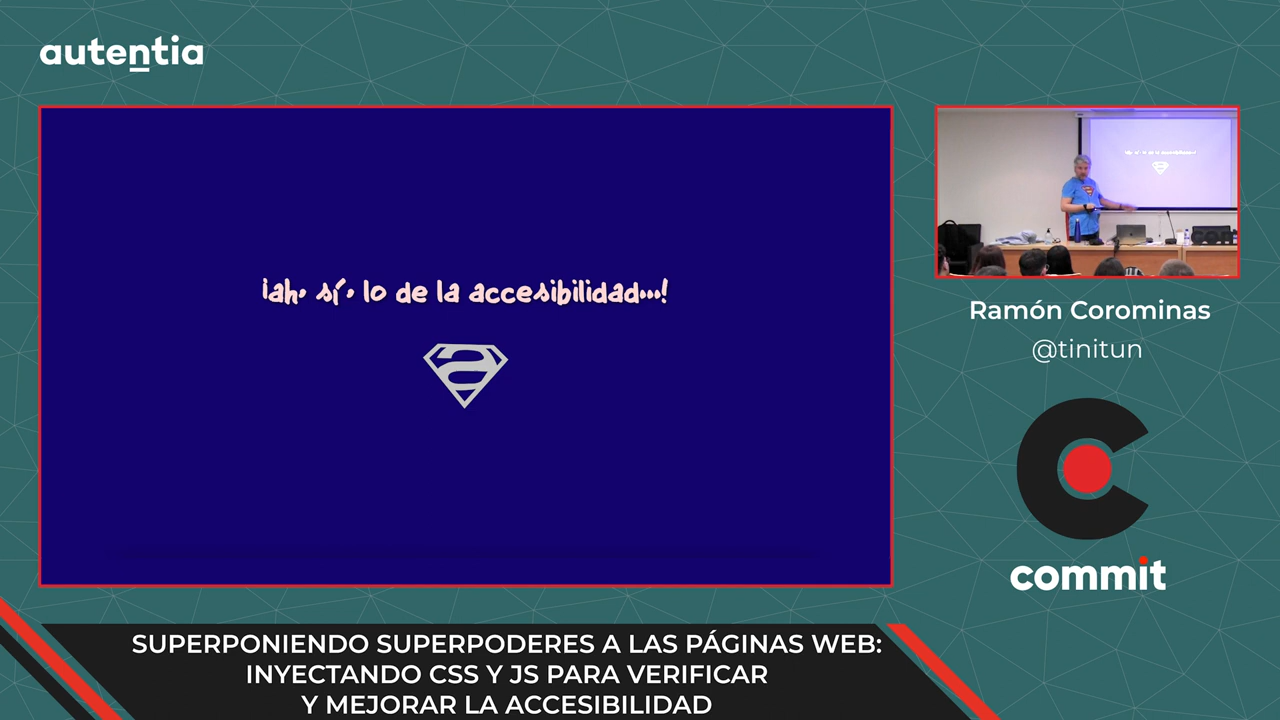 autentia
¡ah, sí, lo de la accesibilidad...!
a
Ramón Corominas
@tinitun
commit
SUPERPONIENDO SUPERPODERES A LAS PÁGINAS WEB:
INYECTANDO CSS Y JS PARA VERIFICAR
Y MEJORAR LA ACCESIBILIDAD